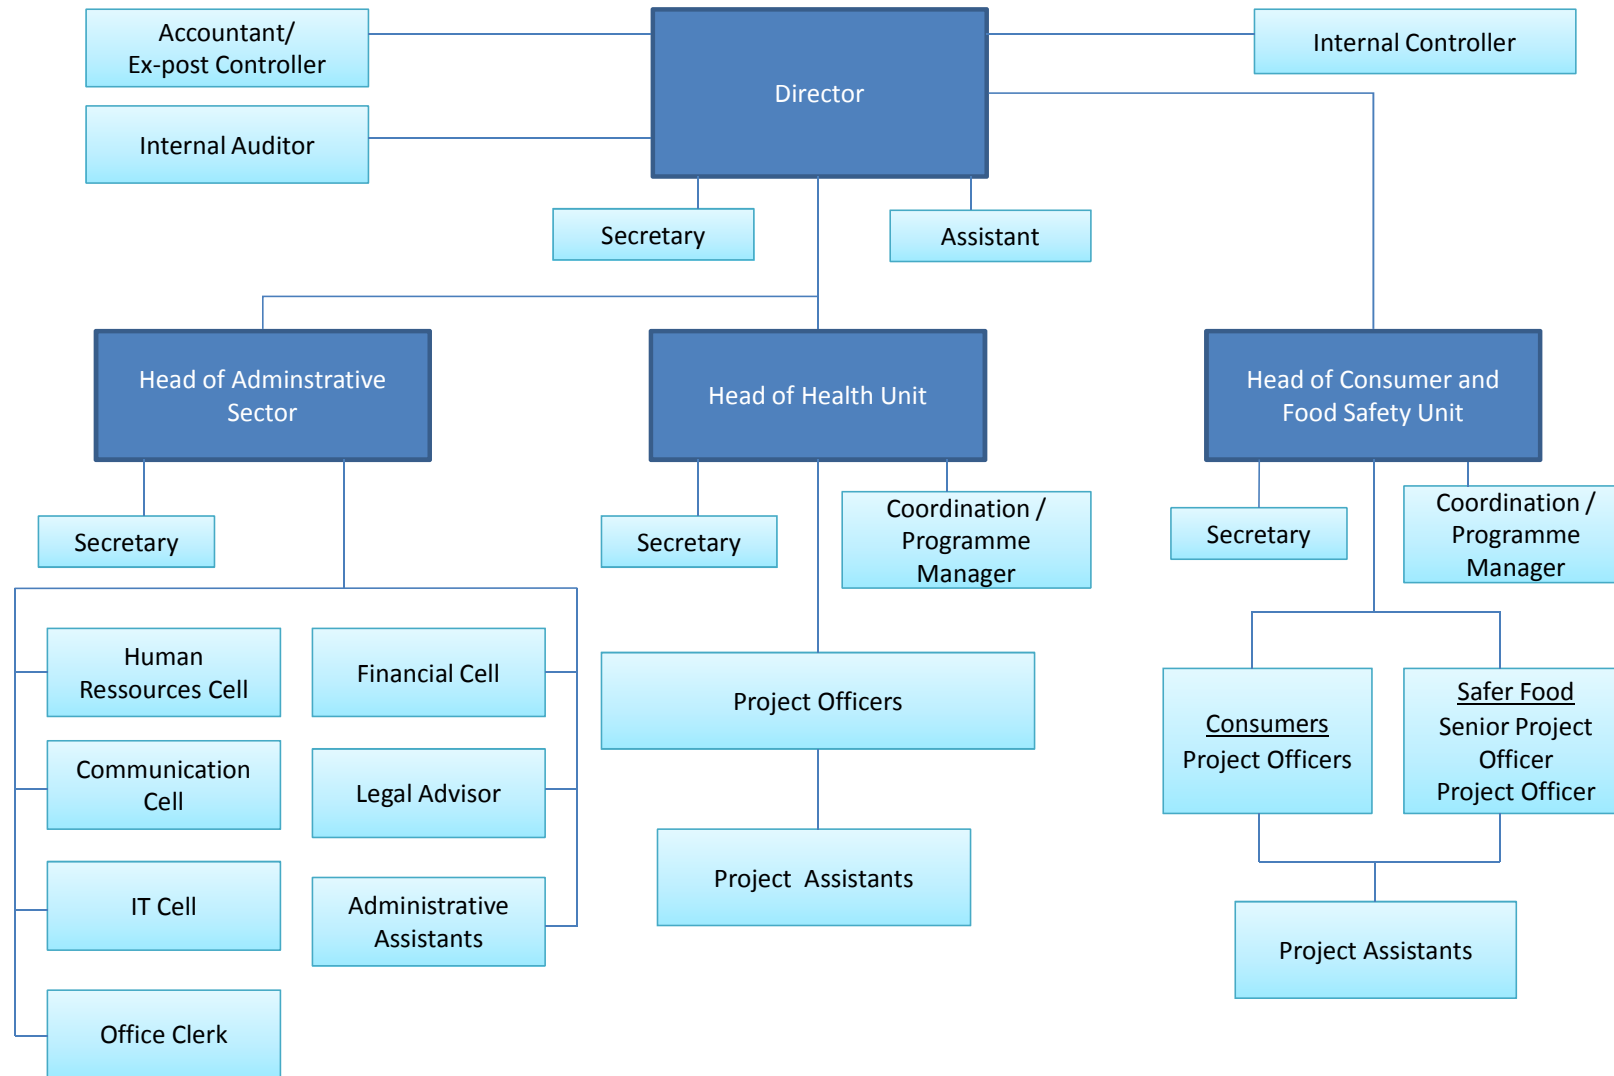 Accountant/
Ex-post Controller
Director
Internal Controller
Internal Auditor
Secretary
Assistant
Head of Adminstrative
Sector
Head of Health Unit
Head of Consumer and
Food Safety Unit
Secretary
Secretary
Coordination /
Programme
Manager
Secretary
Coordination /
Programme
Manager
Human
Ressources Cell
Financial Cell
Communication
Cell
Legal Advisor
IT Cell
Administrative
Assistants
Office Clerk
Project Officers
Project  Assistants
Consumers
Project Officers
Safer Food
Senior Project
Officer
Project Officer
Project Assistants